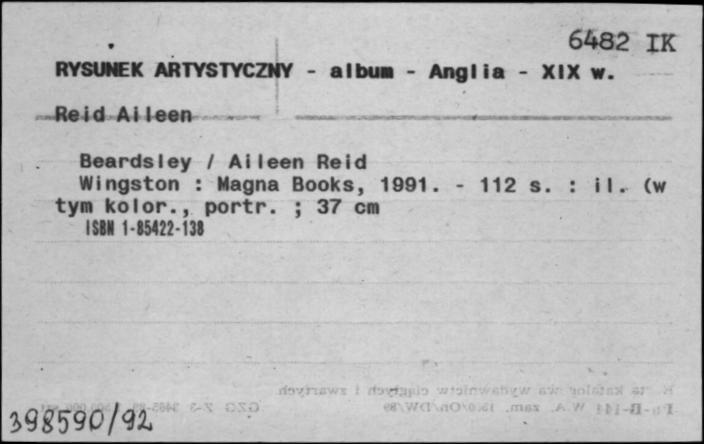 6482 IK
RYSUNEK ARTYSTYCZNY - album - Anglia - XIX w.
Reid Aileen
Beardsley / Aileen Reid
Wingston : Magna Books, 1991. - 112 s. : il. (w
tym kolor., portr. ; 37 cm
ISBN 1-85422-138
398590/92